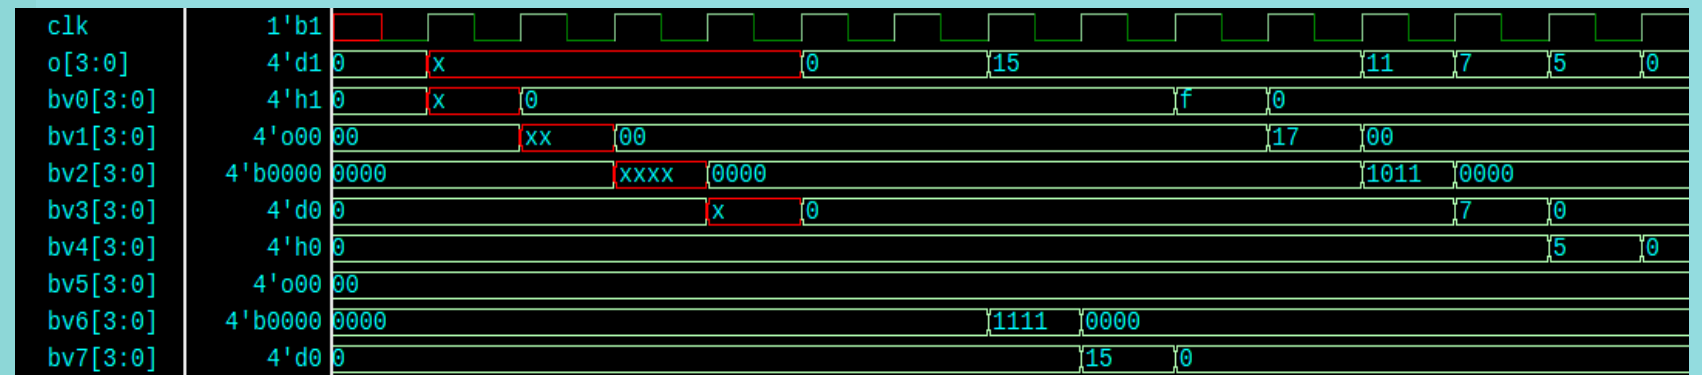 clk 1'b1
o[3:0] 4'd1 0 x 0 15 11 7 5 0
bv0[3:0] 4'h1 0 x 0 f 0
bv1[3:0] 4'o00 00 xx 00 17 00
bv2[3:0] 4'b0000 0000 xxxx 0000 1011 0000
bv3[3:0] 4'd0 0 x 0 7 0
bv4[3:0] 4'h0 0 5 0
bv5[3:0] 4'o00 00
bv6[3:0] 4'b0000 0000 1111 0000
bv7[3:0] 4'd0 0 15 0